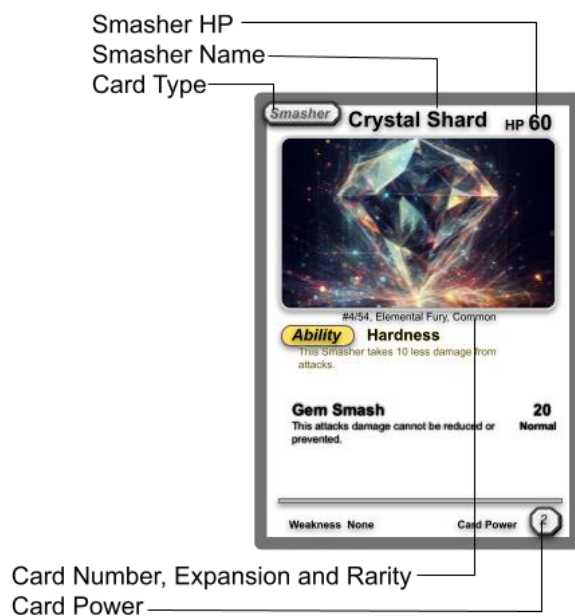 Smasher HP
Smasher Name
Card Type
Smasher
Crystal Shard HP 60
#4/54, Elemental Fury, Common
Ability Hardness
This Smasher takes 10 less damage from
attacks.
Gem Smash 20
This attacks damage cannot be reduced or Normal
prevented.
Weakness None Card Power 2
Card Number, Expansion and Rarity
Card Power